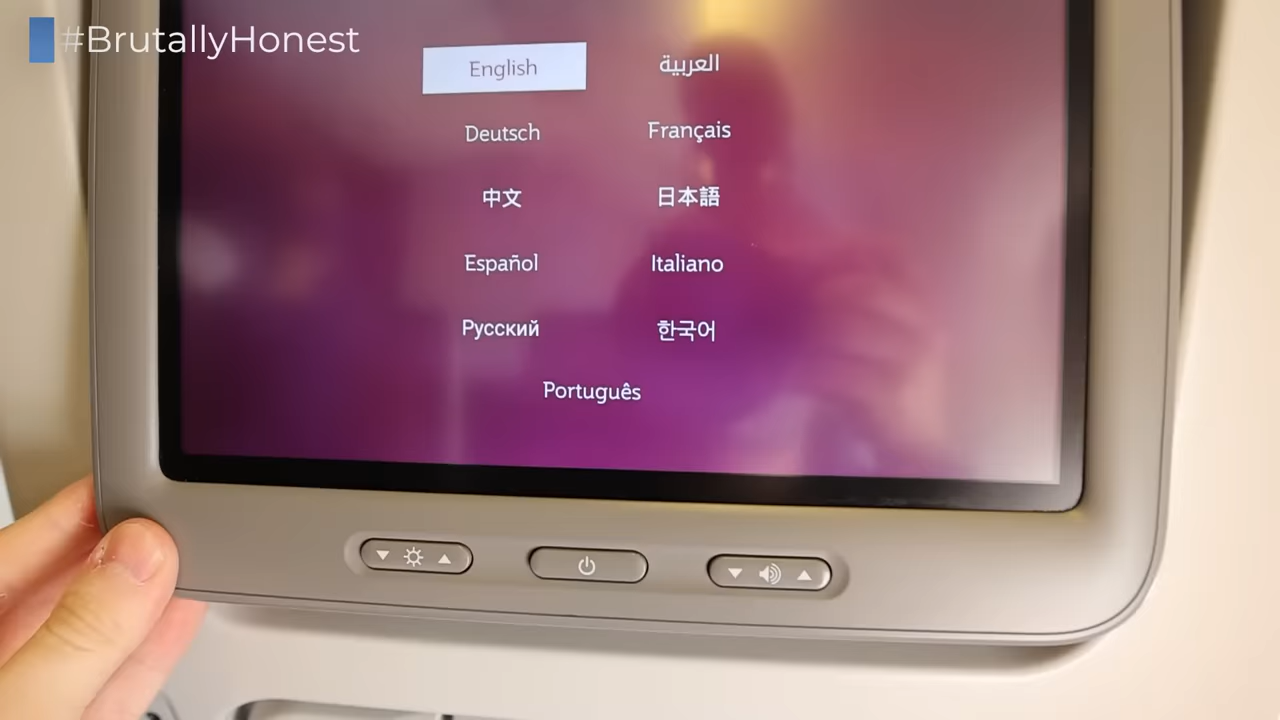 #BrutallyHonest
English
العربية
Deutsch
Français
中文
日本語
Español
Italiano
Русский
한국어
Português